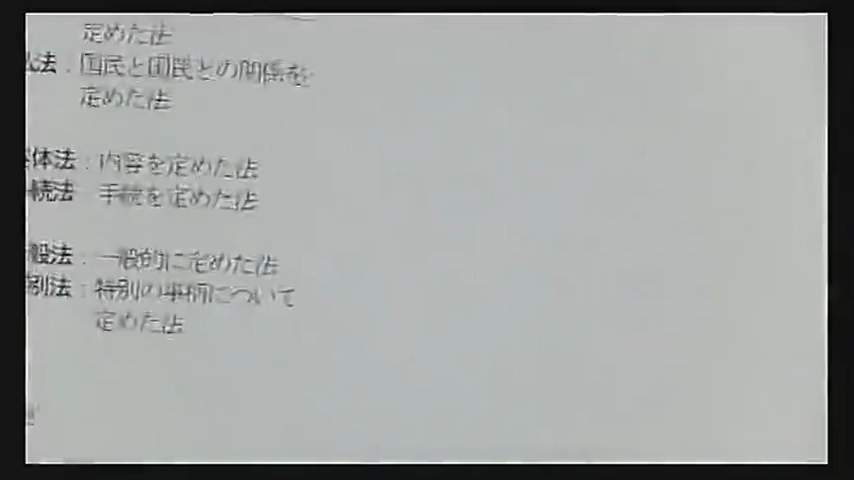 定めた法
法：国民と国民との関係を
定めた法
体法：内容を定めた法
続法 手続を定めた法
般法：一般的に定めた法
別法：特別の事柄について
定めた法